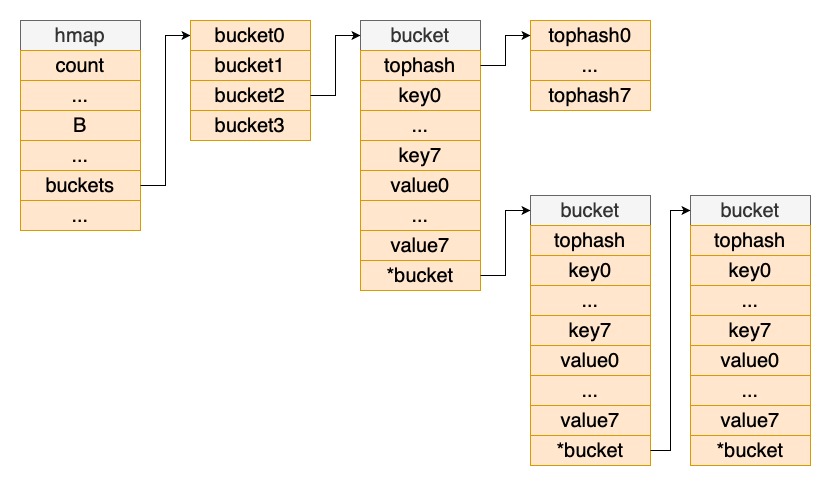 hmap
count
...
B
...
buckets
...
bucket0
bucket1
bucket2
bucket3
bucket
tophash
key0
...
key7
value0
...
value7
*bucket
tophash0
...
tophash7
bucket
tophash
key0
...
key7
value0
...
value7
*bucket
bucket
tophash
key0
...
key7
value0
...
value7
*bucket